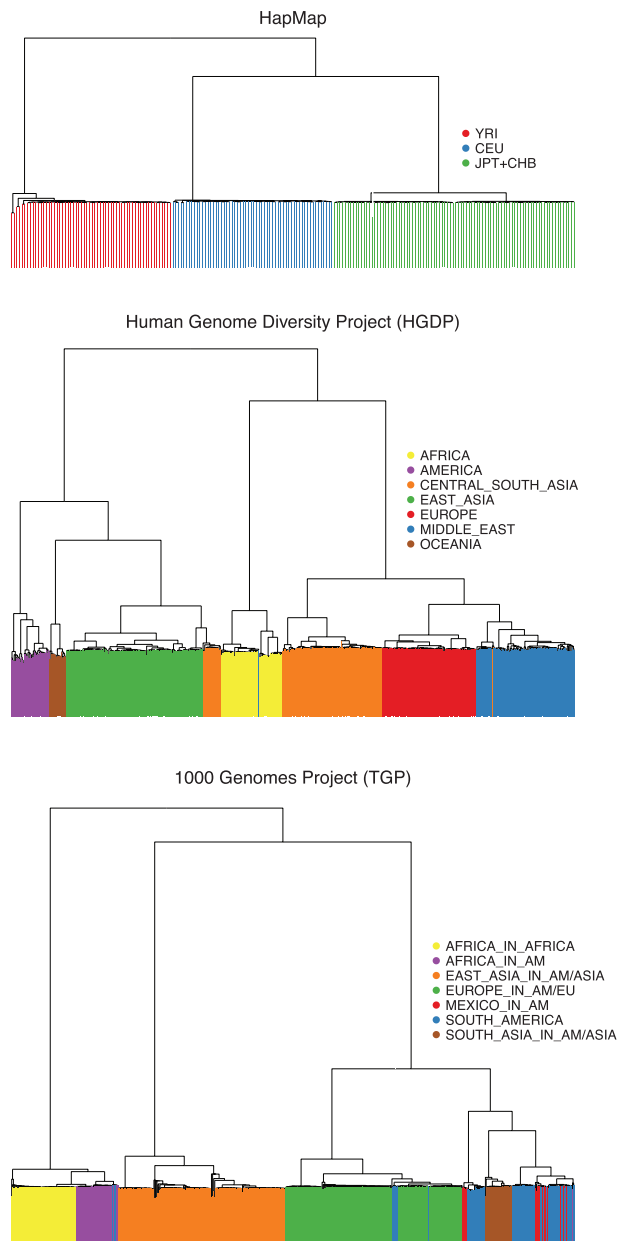 HapMap
YRI
CEU
JPT+CHB
Human Genome Diversity Project (HGDP)
AFRICA
AMERICA
CENTRAL_SOUTH_ASIA
EAST_ASIA
EUROPE
MIDDLE_EAST
OCEANIA
1000 Genomes Project (TGP)
AFRICA_IN_AFRICA
AFRICA_IN_AM
EAST_ASIA_IN_AM/ASIA
EUROPE_IN_AM/EU
MEXICO_IN_AM
SOUTH_AMERICA
SOUTH_ASIA_IN_AM/ASIA